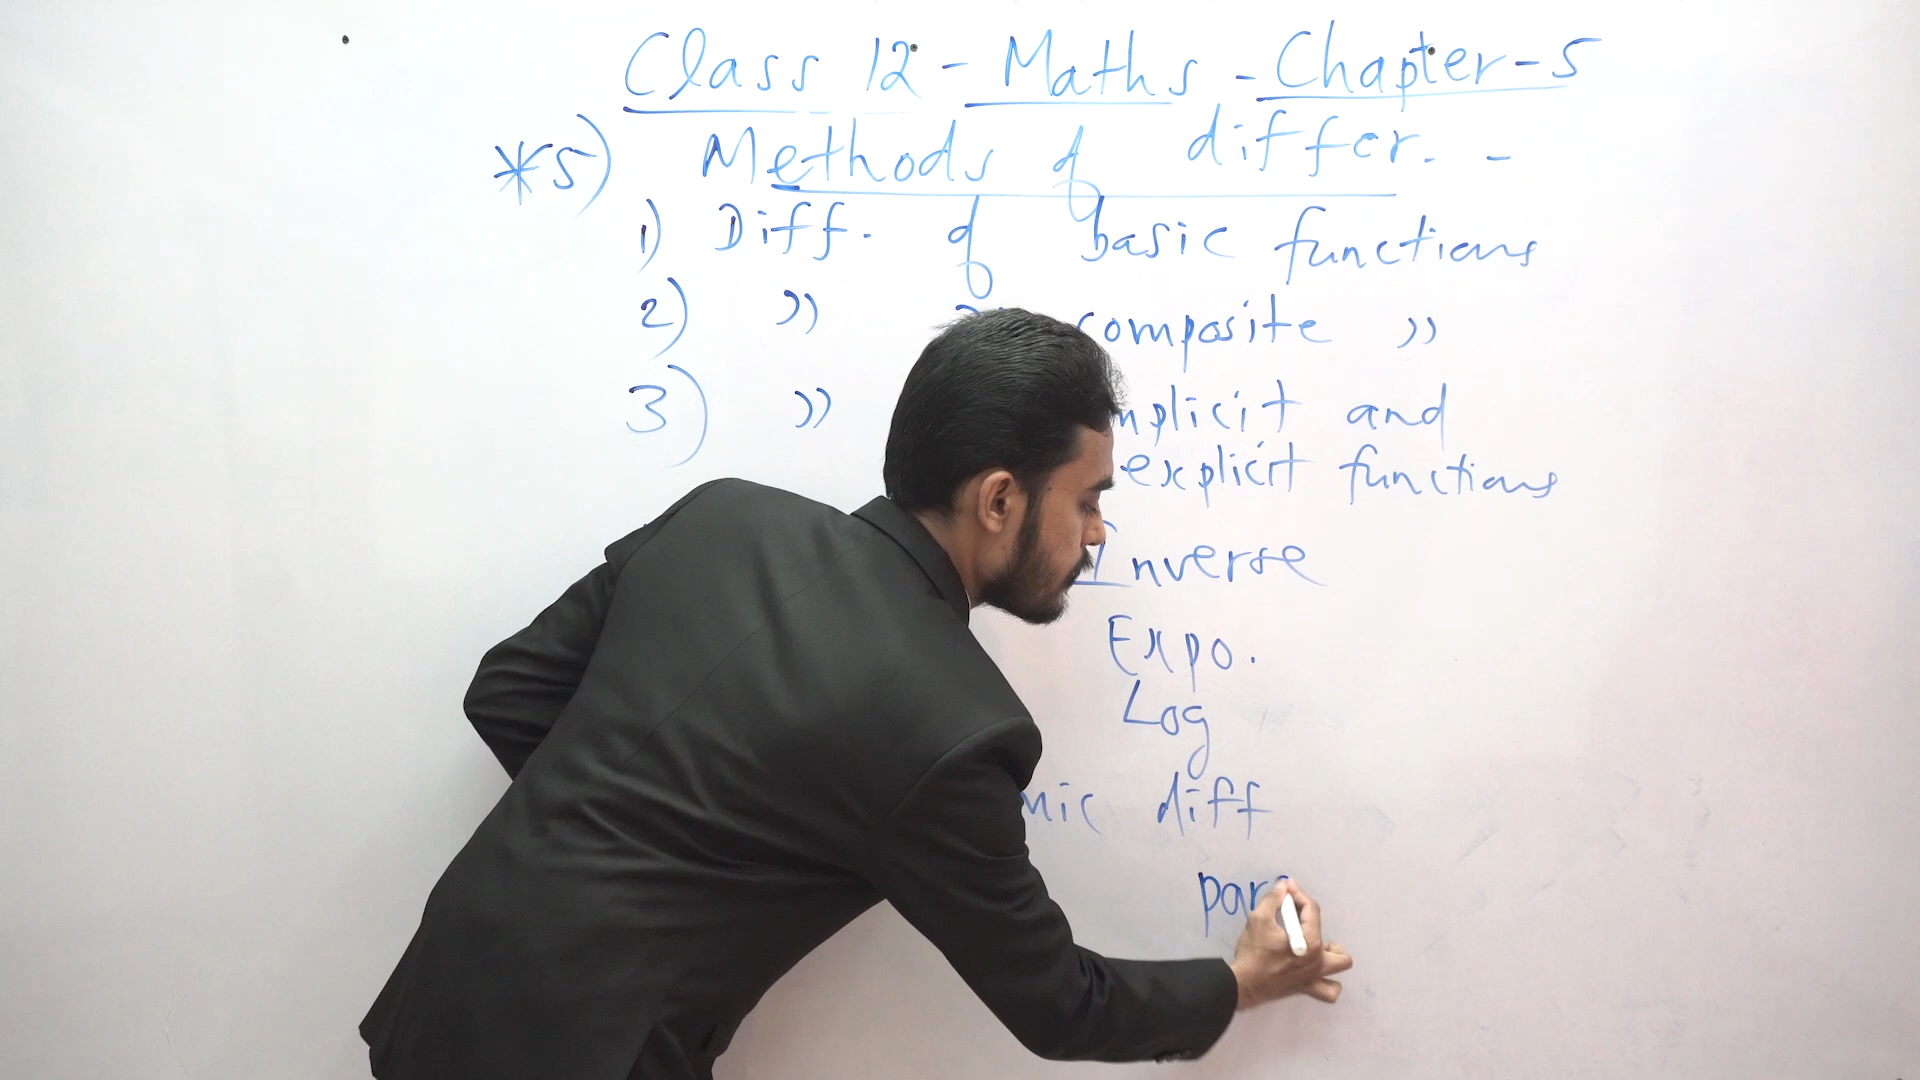 Class 12 - Maths - Chapter-5
*5) Methods of differ. -
1) Diff. of basic functions
2) " " composite "
3) " mplicit and
explicit functions
Inverse
Expo.
Log
mic diff
para